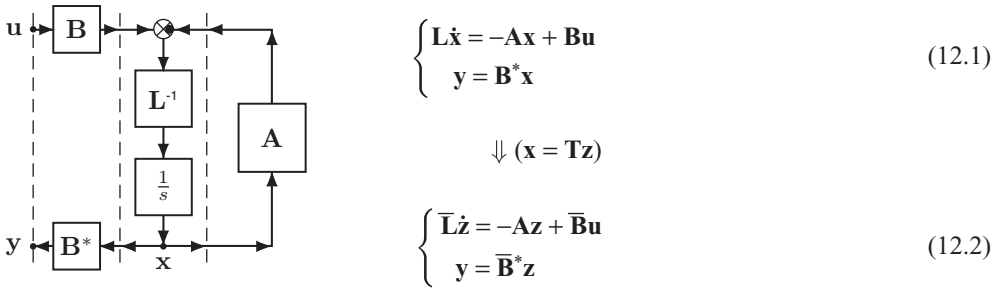 u B
L⁻¹
A
1/s
y B* x
Lẋ = –Ax + Bu
y = B*x
(12.1)
⇓ (x = Tz)
L̅ż = –Az + B̅u
y = B̅*z
(12.2)